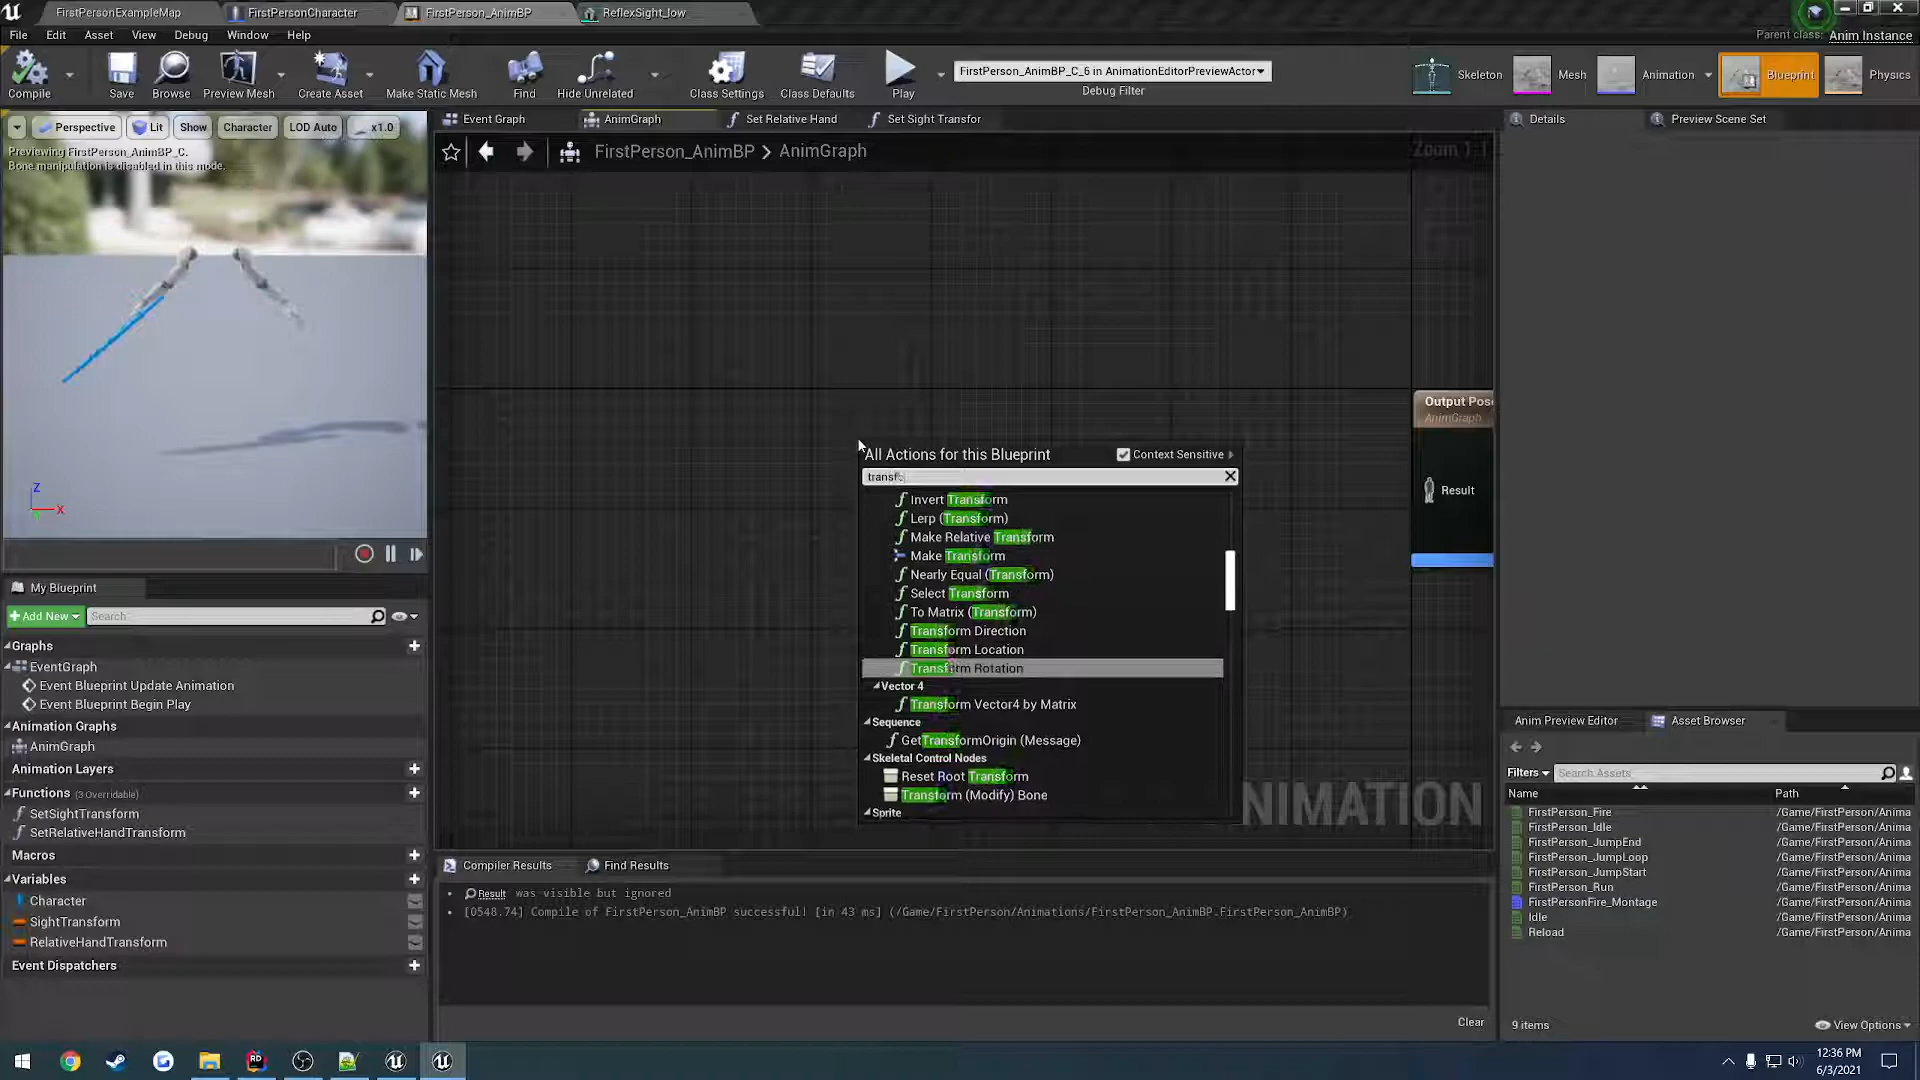 FirstPersonExampleMap
FirstPersonCharacter
FirstPerson_AnimBP
ReflexSight_low
File Edit Asset View Debug Window Help
Parent class: Anim Instance
Compile
Save
Browse
Preview Mesh
Create Asset
Make Static Mesh
Find
Hide Unrelated
Class Settings
Class Defaults
Play
FirstPerson_AnimBP_C_6 in AnimationEditorPreviewActor
Debug Filter
Skeleton
Mesh
Animation
Blueprint
Physics
Perspective
Lit
Show
Character
LOD Auto
x1.0
Previewing FirstPerson_AnimBP_C.
Bone manipulation is disabled in this mode.
Z
X
Event Graph
AnimGraph
Set Relative Hand
Set Sight Transfor
FirstPerson_AnimBP > AnimGraph
Zoom 1:1
Output Pose
AnimGraph
Result
All Actions for this Blueprint
Context Sensitive
Invert Transform
Lerp (Transform)
Make Relative Transform
Make Transform
Nearly Equal (Transform)
Select Transform
To Matrix (Transform)
Transform Direction
Transform Location
Transform Rotation
Vector 4
Transform Vector4 by Matrix
Sequence
GetTransformOrigin (Message)
Skeletal Control Nodes
Reset Root Transform
Transform (Modify) Bone
Sprite
NIMATION
My Blueprint
+Add New
Search
Graphs
EventGraph
Event Blueprint Update Animation
Event Blueprint Begin Play
Animation Graphs
AnimGraph
Animation Layers
Functions (3 Overridable)
SetSightTransform
SetRelativeHandTransform
Macros
Variables
Character
SightTransform
RelativeHandTransform
Event Dispatchers
Compiler Results
Find Results
Result was visible but ignored
[0548.74] Compile of FirstPerson_AnimBP successful! [in 43 ms] (/Game/FirstPerson/Animations/FirstPerson_AnimBP.FirstPerson_AnimBP)
Clear
Details
Preview Scene Set
Anim Preview Editor
Asset Browser
Filters
Search Assets
Name
Path
FirstPerson_Fire /Game/FirstPerson/Anima
FirstPerson_Idle /Game/FirstPerson/Anima
FirstPerson_JumpEnd /Game/FirstPerson/Anima
FirstPerson_JumpLoop /Game/FirstPerson/Anima
FirstPerson_JumpStart /Game/FirstPerson/Anima
FirstPerson_Run /Game/FirstPerson/Anima
FirstPersonFire_Montage /Game/FirstPerson/Anima
Idle /Game/FirstPerson/Anima
Reload /Game/FirstPerson/Anima
9 items
View Options
RD
12:36 PM
6/3/2021